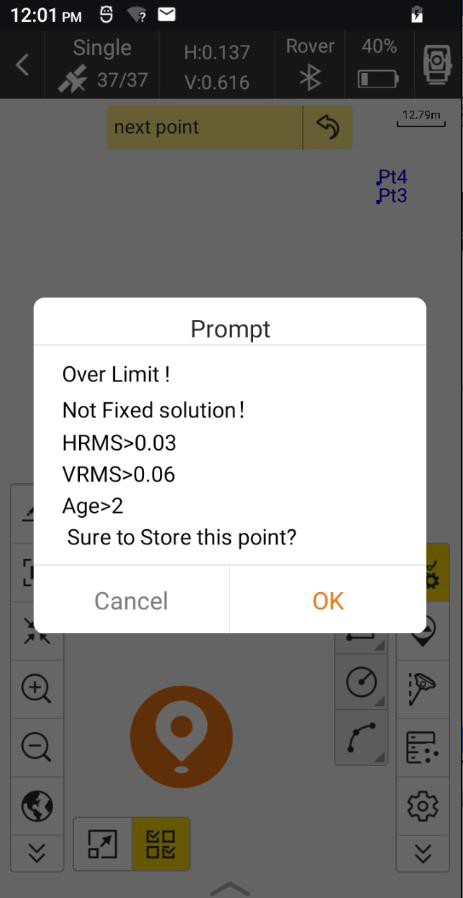 12:01 PM
Single
37/37
H:0.137
V:0.616
Rover
40%
next point
12.79m
Pt4
Pt3
Prompt
Over Limit !
Not Fixed solution!
HRMS>0.03
VRMS>0.06
Age>2
Sure to Store this point?
Cancel
OK